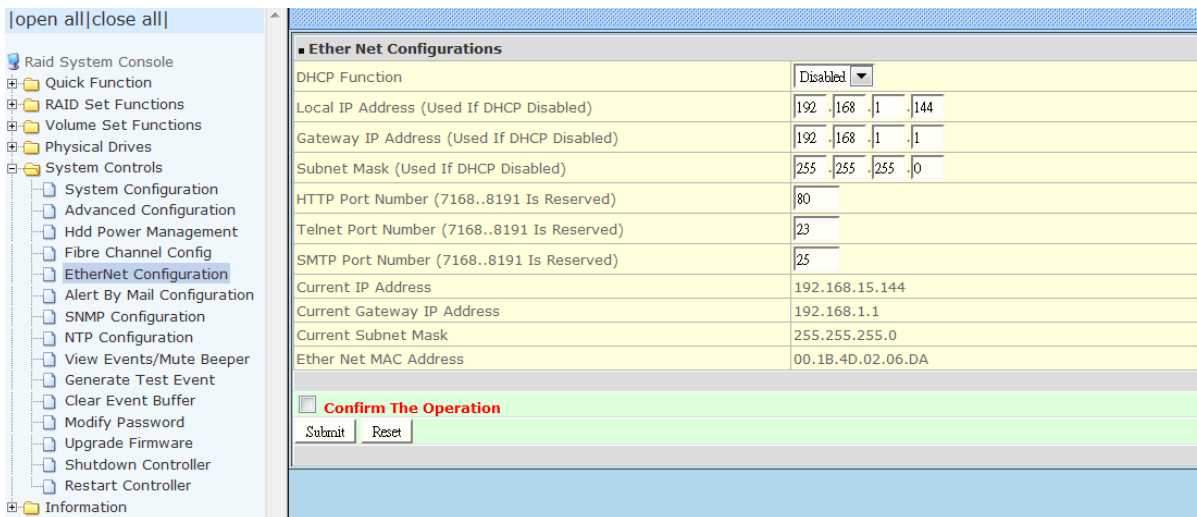 |open all|close all|
Raid System Console
Quick Function
RAID Set Functions
Volume Set Functions
Physical Drives
System Controls
System Configuration
Advanced Configuration
Hdd Power Management
Fibre Channel Config
EtherNet Configuration
Alert By Mail Configuration
SNMP Configuration
NTP Configuration
View Events/Mute Beeper
Generate Test Event
Clear Event Buffer
Modify Password
Upgrade Firmware
Shutdown Controller
Restart Controller
Information
Ether Net Configurations
DHCP Function Disabled
Local IP Address (Used If DHCP Disabled) 192 .168 .1 .144
Gateway IP Address (Used If DHCP Disabled) 192 .168 .1 .1
Subnet Mask (Used If DHCP Disabled) 255 .255 .255 .0
HTTP Port Number (7168..8191 Is Reserved) 80
Telnet Port Number (7168..8191 Is Reserved) 23
SMTP Port Number (7168..8191 Is Reserved) 25
Current IP Address 192.168.15.144
Current Gateway IP Address 192.168.1.1
Current Subnet Mask 255.255.255.0
Ether Net MAC Address 00.1B.4D.02.06.DA
Confirm The Operation
Submit Reset